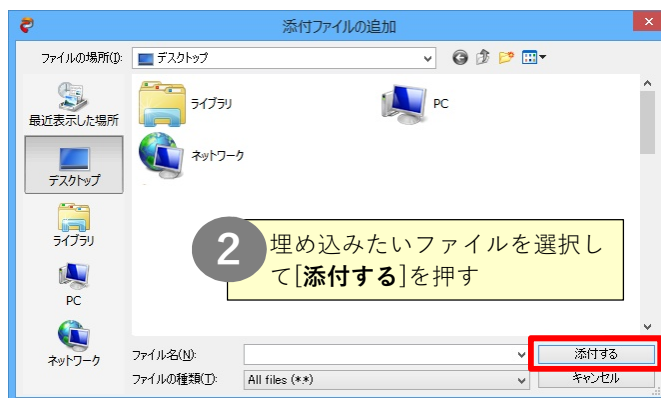 添付ファイルの追加
ファイルの場所(I):
デスクトップ
最近表示した場所
デスクトップ
ライブラリ
PC
ネットワーク
ライブラリ
PC
ネットワーク
2
埋め込みたいファイルを選択し
て[添付する]を押す
ファイル名(N):
添付する
ファイルの種類(T):
All files (*.*)
キャンセル